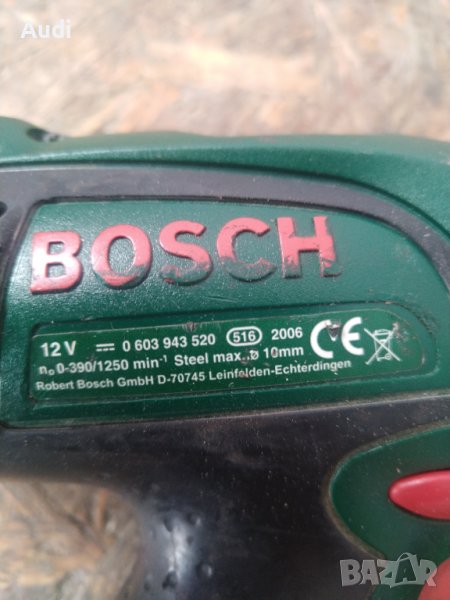 Audi
BOSCH
12 V ⎓ 0 603 943 520 516 2006 CE
n₀ 0-390/1250 min⁻¹ Steel max. ø 10mm
Robert Bosch GmbH D-70745 Leinfelden-Echterdingen
BAZAR